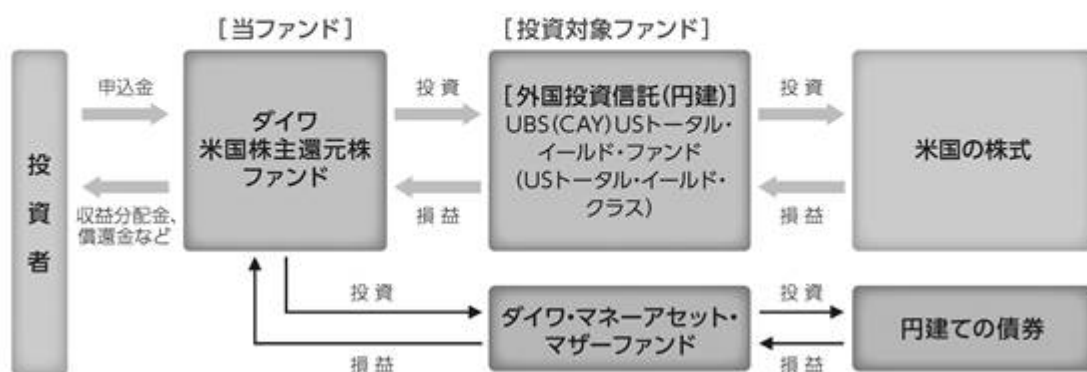 [当ファンド]
[投資対象ファンド]
投資者
申込金
収益分配金、
償還金など
ダイワ
米国株主還元株
ファンド
投資
損益
[外国投資信託(円建)]
UBS(CAY)USトータル・
イールド・ファンド
(USトータル・イールド・
クラス)
投資
損益
米国の株式
投資
損益
ダイワ・マネーアセット・
マザーファンド
投資
損益
円建ての債券